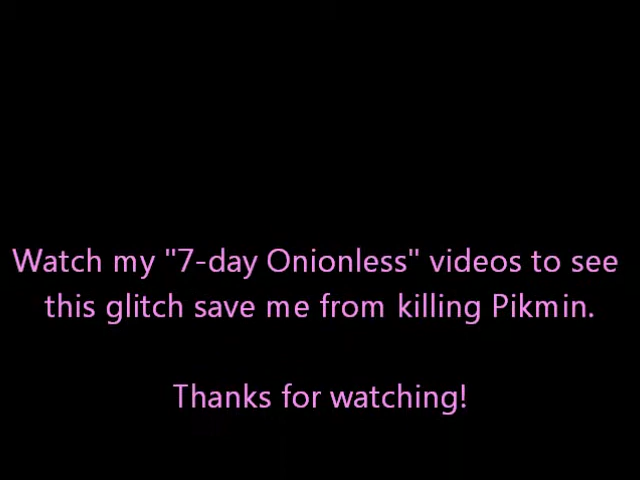 Watch my "7-day Onionless" videos to see
this glitch save me from killing Pikmin.
Thanks for watching!